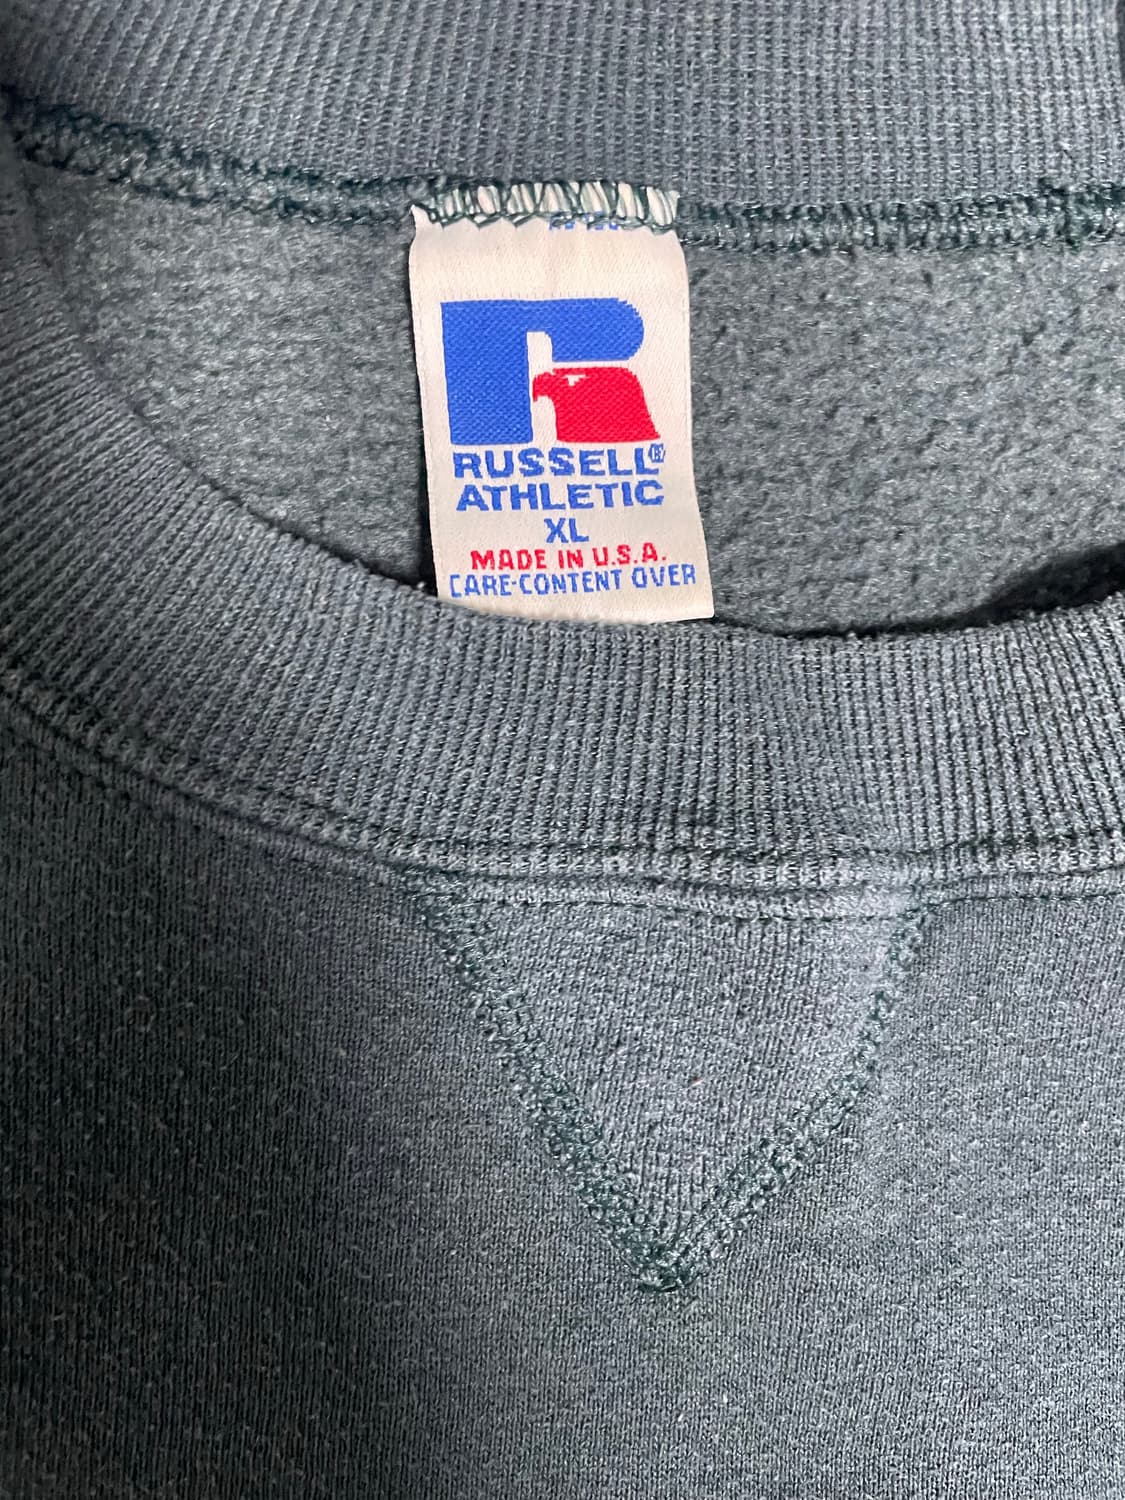 RUSSELL®
ATHLETIC
XL
MADE IN U.S.A.
CARE-CONTENT OVER